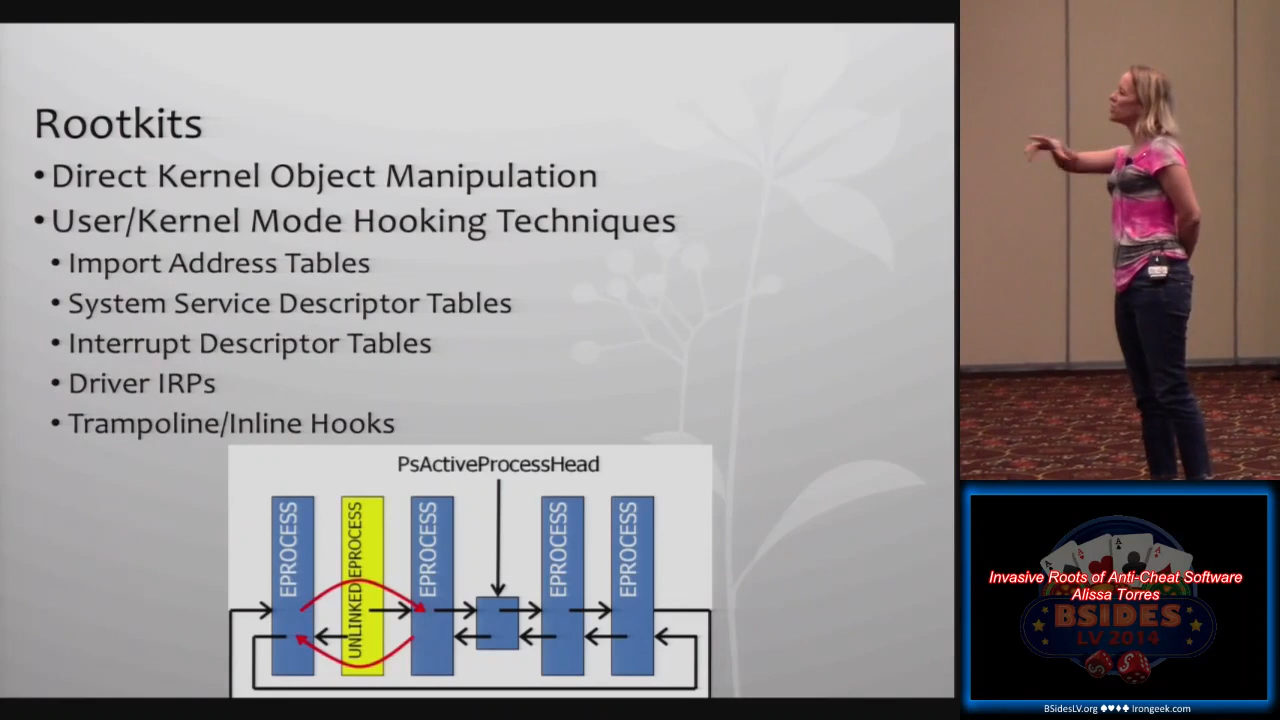 Rootkits
• Direct Kernel Object Manipulation
• User/Kernel Mode Hooking Techniques
• Import Address Tables
• System Service Descriptor Tables
• Interrupt Descriptor Tables
• Driver IRPs
• Trampoline/Inline Hooks
PsActiveProcessHead
EPROCESS
UNLINKED EPROCESS
EPROCESS
EPROCESS
EPROCESS
Invasive Roots of Anti-Cheat Software
Alissa Torres
BSIDES
LV 2014
BSidesLV.org ♠♥♦♣ Irongeek.com